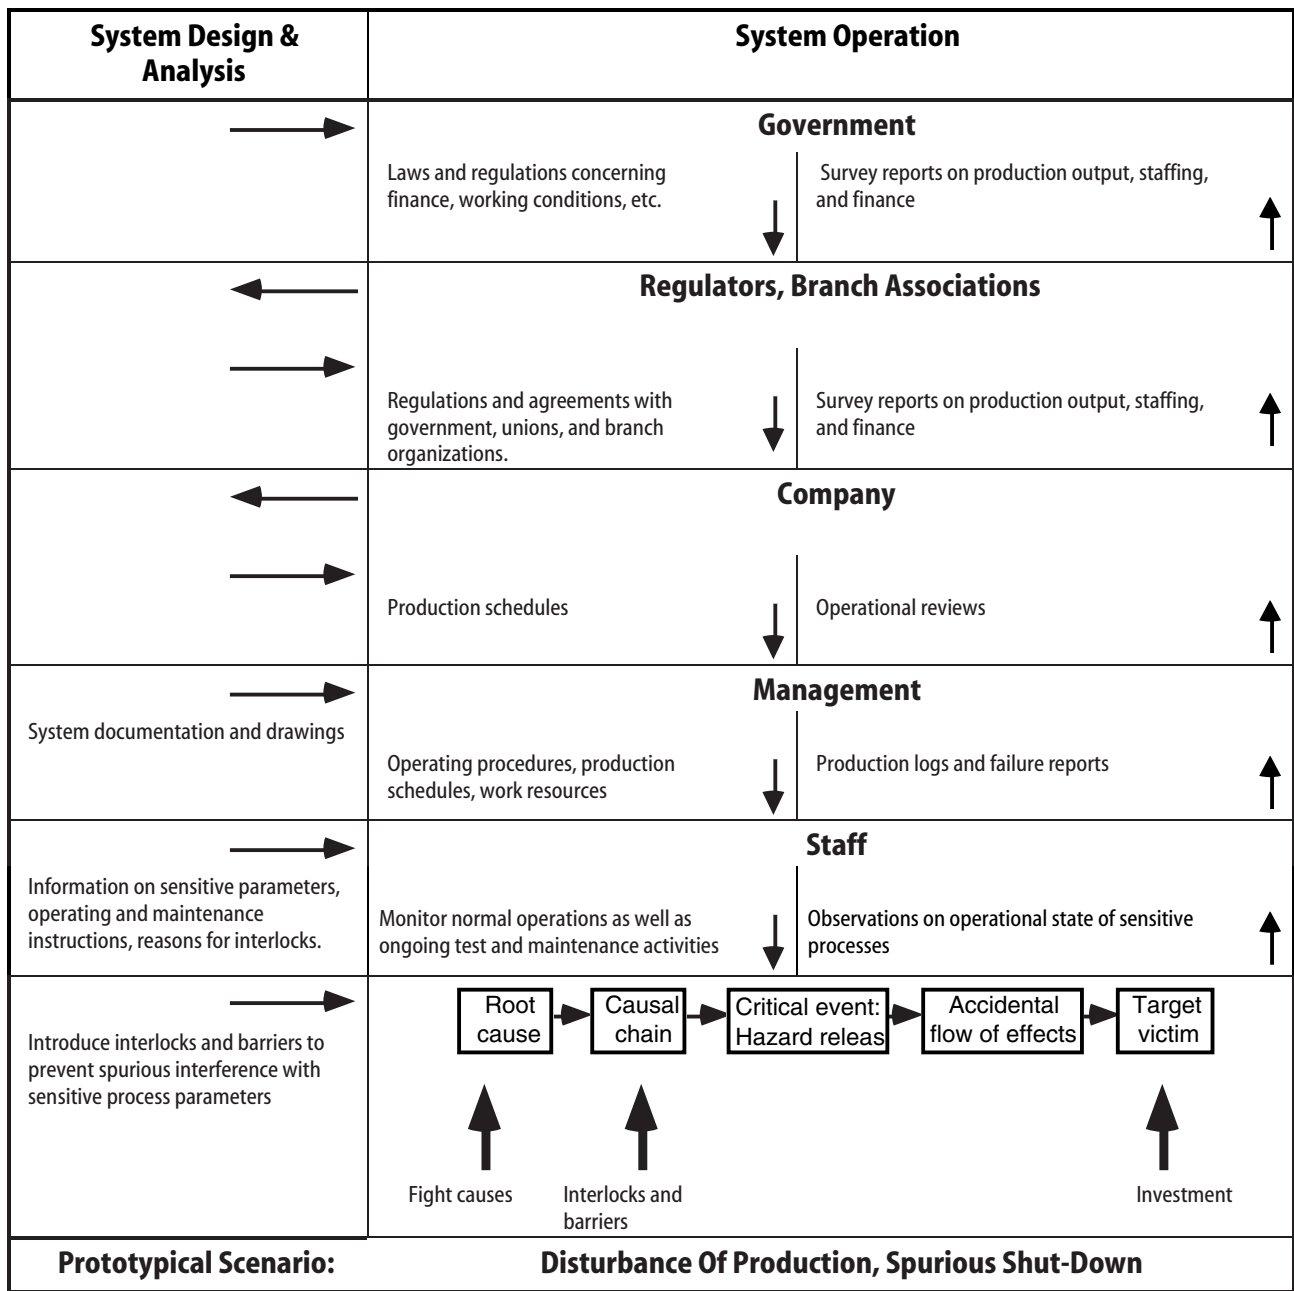 System Design &
Analysis
System Operation
Government
Laws and regulations concerning
finance, working conditions, etc.
Survey reports on production output, staffing,
and finance
Regulators, Branch Associations
Regulations and agreements with
government, unions, and branch
organizations.
Survey reports on production output, staffing,
and finance
Company
Production schedules
Operational reviews
Management
System documentation and drawings
Operating procedures, production
schedules, work resources
Production logs and failure reports
Staff
Information on sensitive parameters,
operating and maintenance
instructions, reasons for interlocks.
Monitor normal operations as well as
ongoing test and maintenance activities
Observations on operational state of sensitive
processes
Introduce interlocks and barriers to
prevent spurious interference with
sensitive process parameters
Root
cause
Causal
chain
Critical event:
Hazard releas
Accidental
flow of effects
Target
victim
Fight causes
Interlocks and
barriers
Investment
Prototypical Scenario:
Disturbance Of Production, Spurious Shut-Down